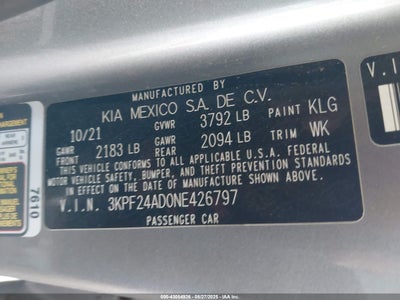 MANUFACTURED BY
KIA MEXICO S.A. DE C.V.
10/21 GVWR 3792 LB PAINT KLG
GAWR FRONT 2183 LB GAWR REAR 2094 LB TRIM WK
THIS VEHICLE CONFORMS TO ALL APPLICABLE U.S.A. FEDERAL
MOTOR VEHICLE SAFETY, BUMPER, AND THEFT PREVENTION STANDARDS
IN EFFECT ON THE DATE OF MANUFACTURE SHOWN ABOVE.
V.I.N. 3KPF24AD0NE426797
PASSENGER CAR
7610
V.I